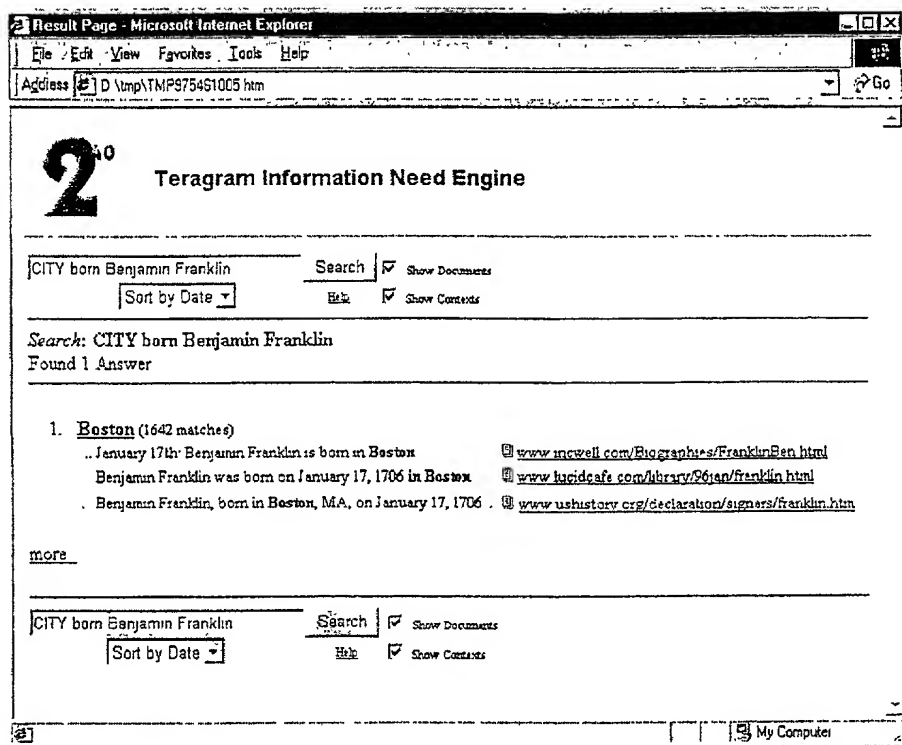 Result Page - Microsoft Internet Explorer
File Edit View Favorites Tools Help
Address D \tmp\TMP975461005 htm Go
2^0
Teragram Information Need Engine
CITY born Benjamin Franklin Search Show Documents
Sort by Date Help Show Contexts
Search: CITY born Benjamin Franklin
Found 1 Answer
1. Boston (1642 matches)
.. January 17th: Benjamin Franklin is born in Boston www incwell com/Biographies/FranklinBen html
Benjamin Franklin was born on January 17, 1706 in Boston www lucidcafe com/library/96jan/franklin html
. Benjamin Franklin, born in Boston, MA, on January 17, 1706 . www ushistory org/declaration/signers/franklin.htm
more
CITY born Benjamin Franklin Search Show Documents
Sort by Date Help Show Contexts
My Computer